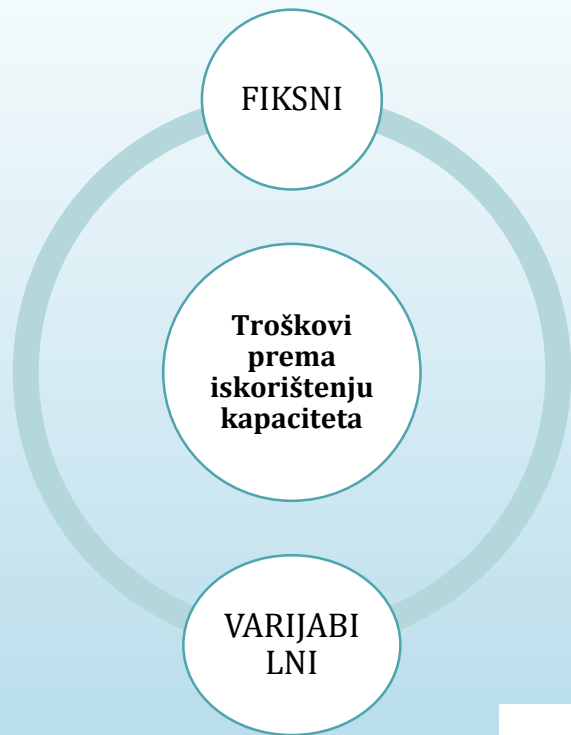 FIKSNI
Troškovi
prema
iskorištenju
kapaciteta
VARIJABI
LNI